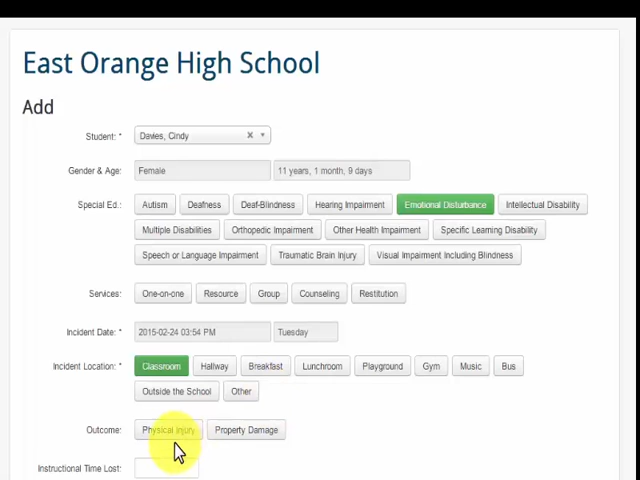 East Orange High School
Add
Student: * Davies, Cindy
Gender & Age: Female 11 years, 1 month, 9 days
Special Ed.: Autism Deafness Deaf-Blindness Hearing Impairment Emotional Disturbance Intellectual Disability
Multiple Disabilities Orthopedic Impairment Other Health Impairment Specific Learning Disability
Speech or Language Impairment Traumatic Brain Injury Visual Impairment Including Blindness
Services: One-on-one Resource Group Counseling Restitution
Incident Date: * 2015-02-24 03:54 PM Tuesday
Incident Location: * Classroom Hallway Breakfast Lunchroom Playground Gym Music Bus
Outside the School Other
Outcome: Physical Injury Property Damage
Instructional Time Lost: